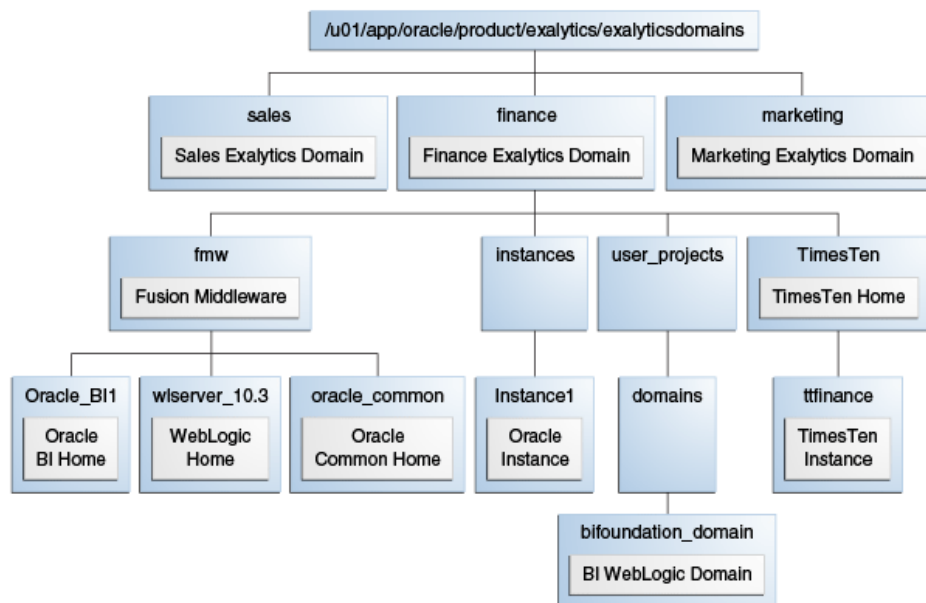 /u01/app/oracle/product/exalytics/exalyticsdomains
sales
Sales Exalytics Domain
finance
Finance Exalytics Domain
marketing
Marketing Exalytics Domain
fmw
Fusion Middleware
instances
user_projects
TimesTen
TimesTen Home
Oracle_BI1
Oracle
BI Home
wlserver_10.3
WebLogic
Home
oracle_common
Oracle
Common Home
Instance1
Oracle
Instance
domains
ttfinance
TimesTen
Instance
bifoundation_domain
BI WebLogic Domain